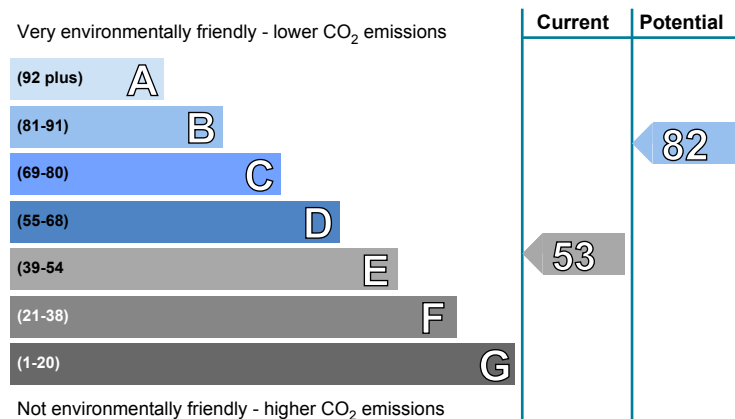 Current Potential
Very environmentally friendly - lower CO₂ emissions
(92 plus) A
(81-91) B
82
(69-80) C
(55-68) D
(39-54 E
53
(21-38) F
(1-20) G
Not environmentally friendly - higher CO₂ emissions